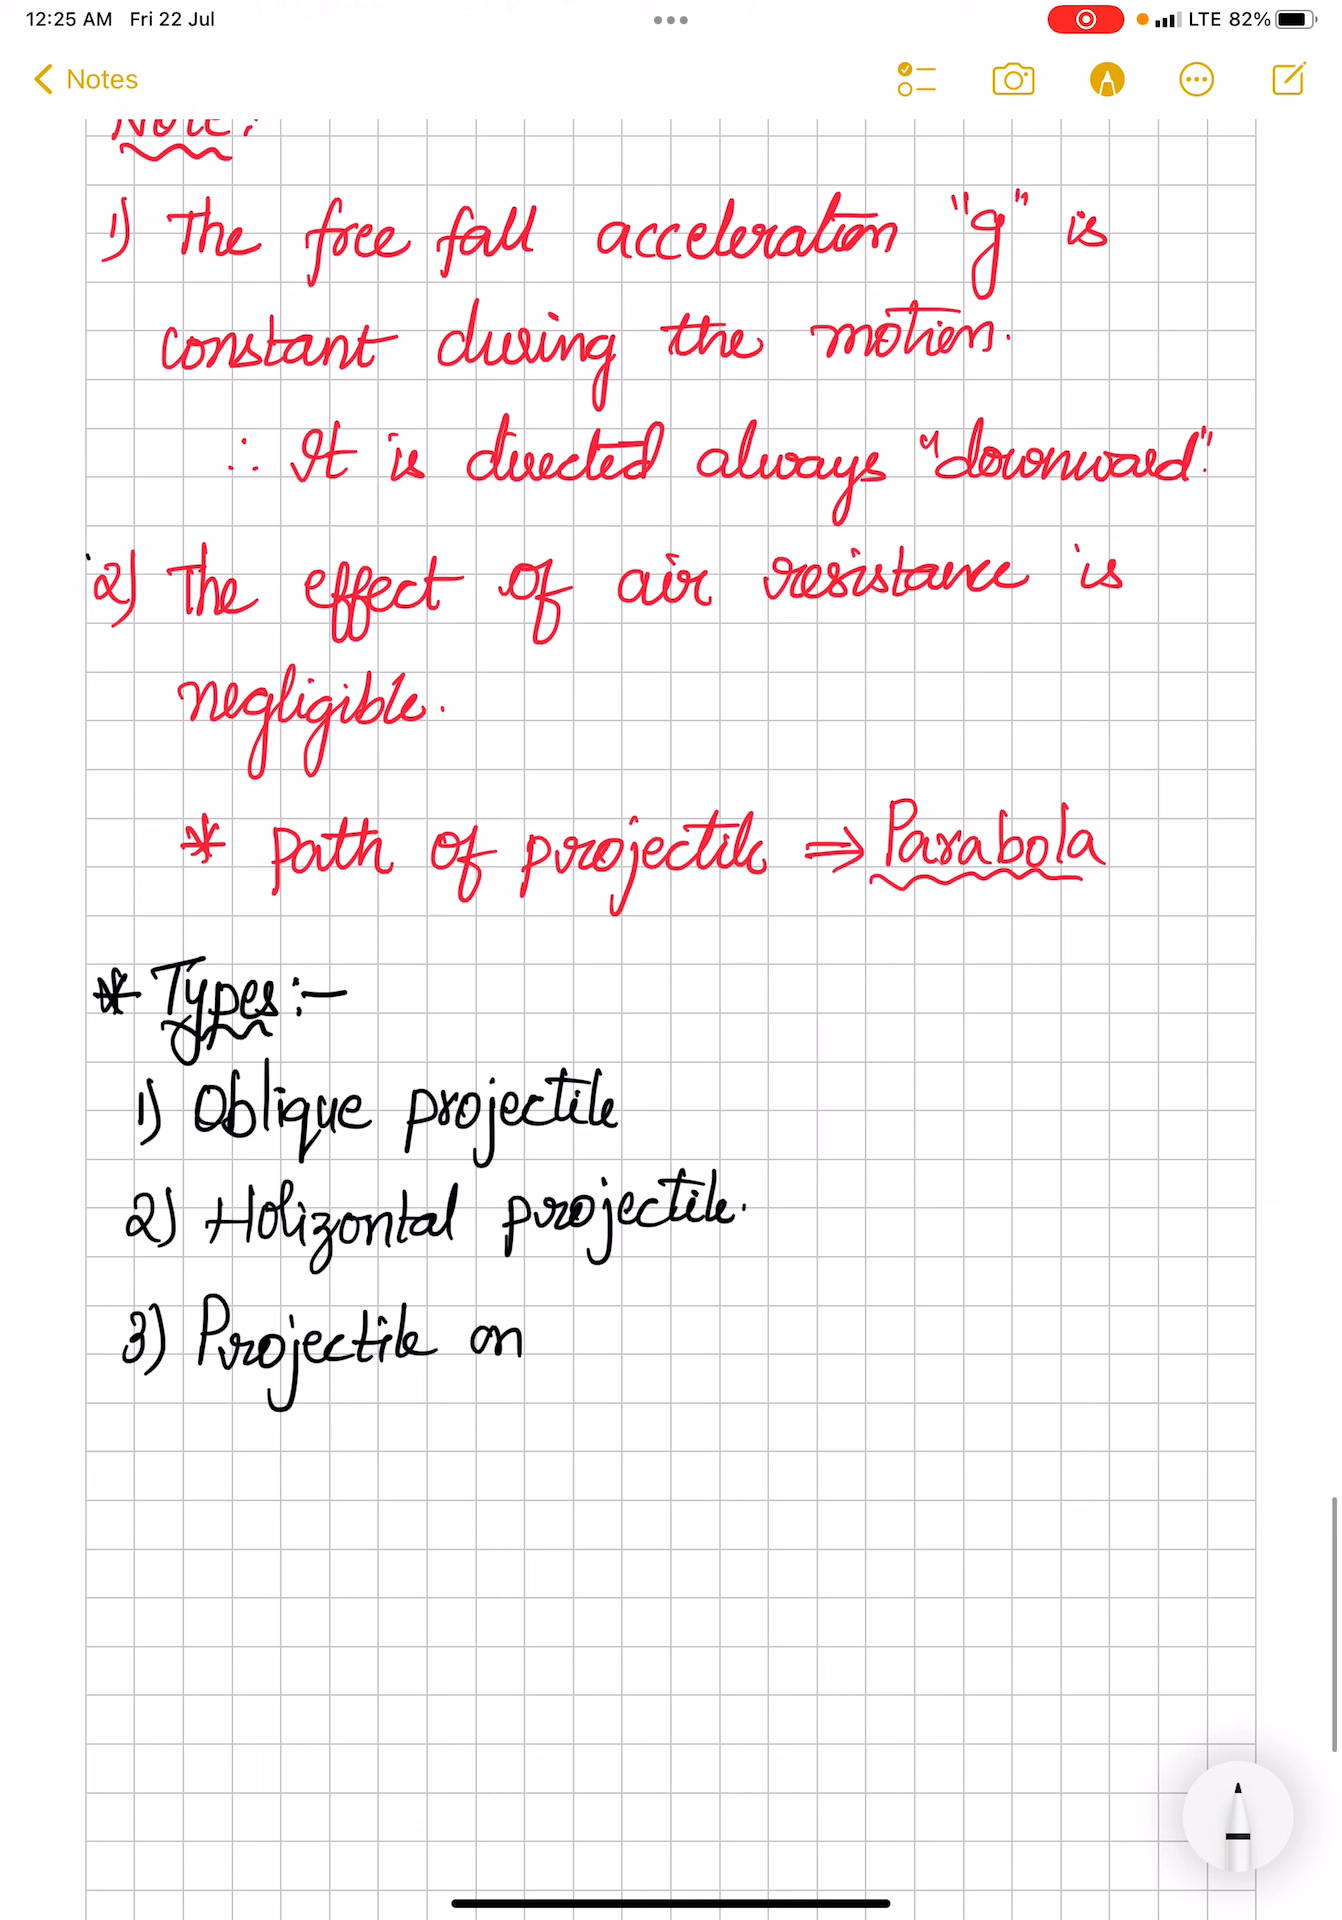 12:25 AM Fri 22 Jul LTE 82%
Notes
Note:
1) The free fall acceleration "g" is
constant during the motion.
∴ It is directed always "downward".
2) The effect of air resistance is
negligible.
* path of projectile ⇒ Parabola
* Types:-
1) Oblique projectile
2) Horizontal projectile.
3) Projectile on